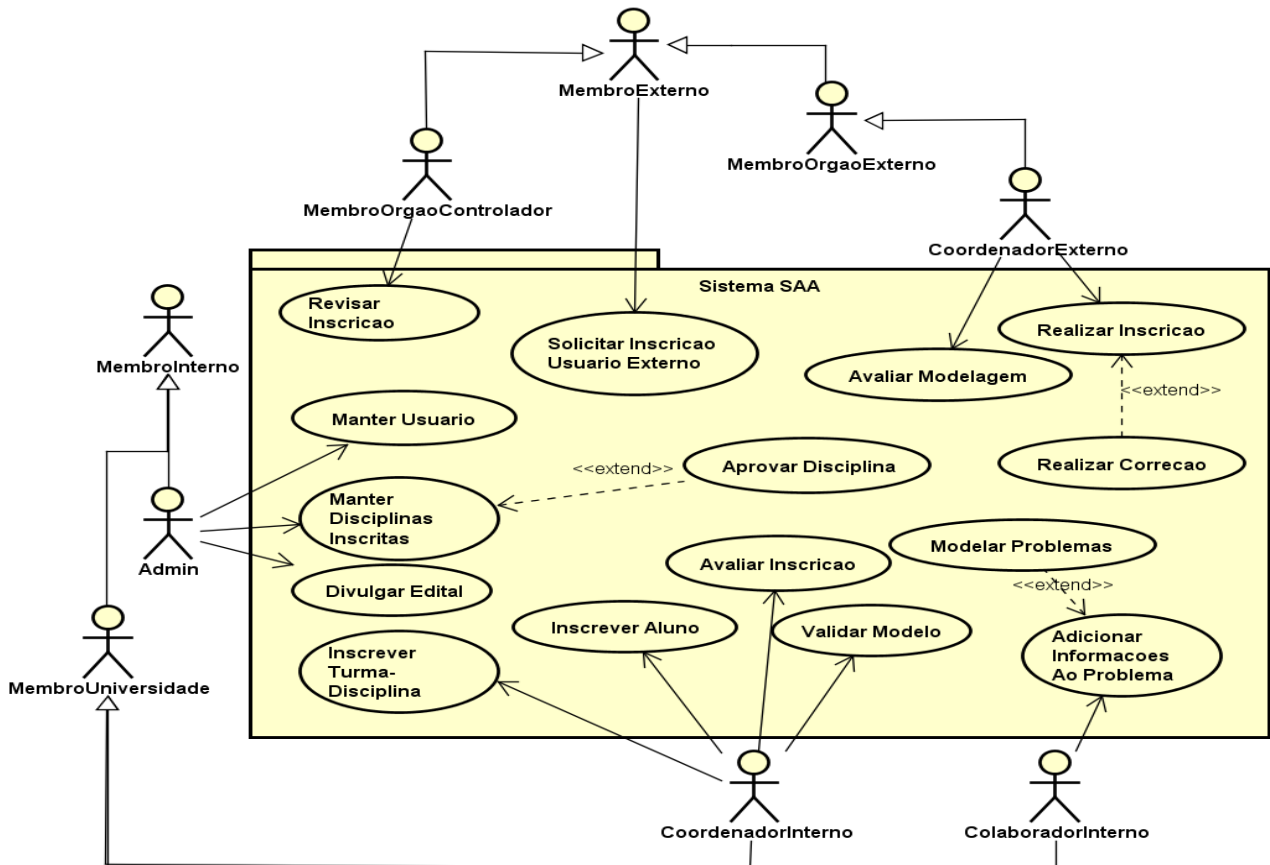 MembroExterno
MembroOrgaoExterno
MembroOrgaoControlador
CoordenadorExterno
Sistema SAA
Revisar
Inscricao
Solicitar Inscricao
Usuario Externo
Realizar Inscricao
Avaliar Modelagem
<<extend>>
MembroInterno
Manter Usuario
Aprovar Disciplina
<<extend>>
Realizar Correcao
Manter
Disciplinas
Inscritas
Admin
Modelar Problemas
Avaliar Inscricao
<<extend>>
Divulgar Edital
Inscrever Aluno
Validar Modelo
Adicionar
Informacoes
Ao Problema
Inscrever
Turma-
Disciplina
MembroUniversidade
CoordenadorInterno
ColaboradorInterno